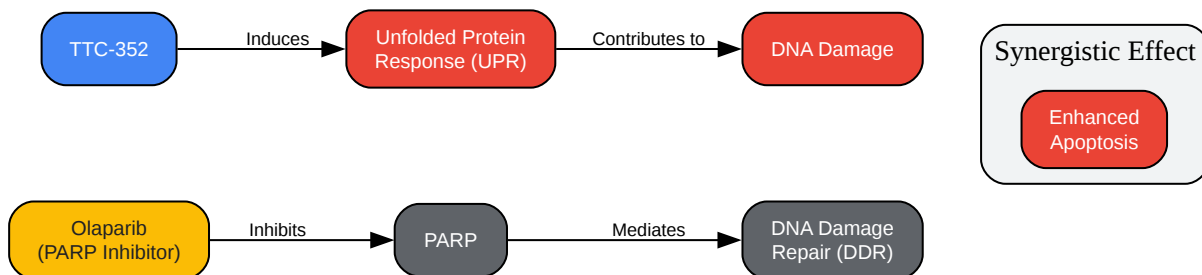 TTC-352
Induces
Unfolded Protein
Response (UPR)
Contributes to
DNA Damage
Synergistic Effect
Enhanced
Apoptosis
Olaparib
(PARP Inhibitor)
Inhibits
PARP
Mediates
DNA Damage
Repair (DDR)